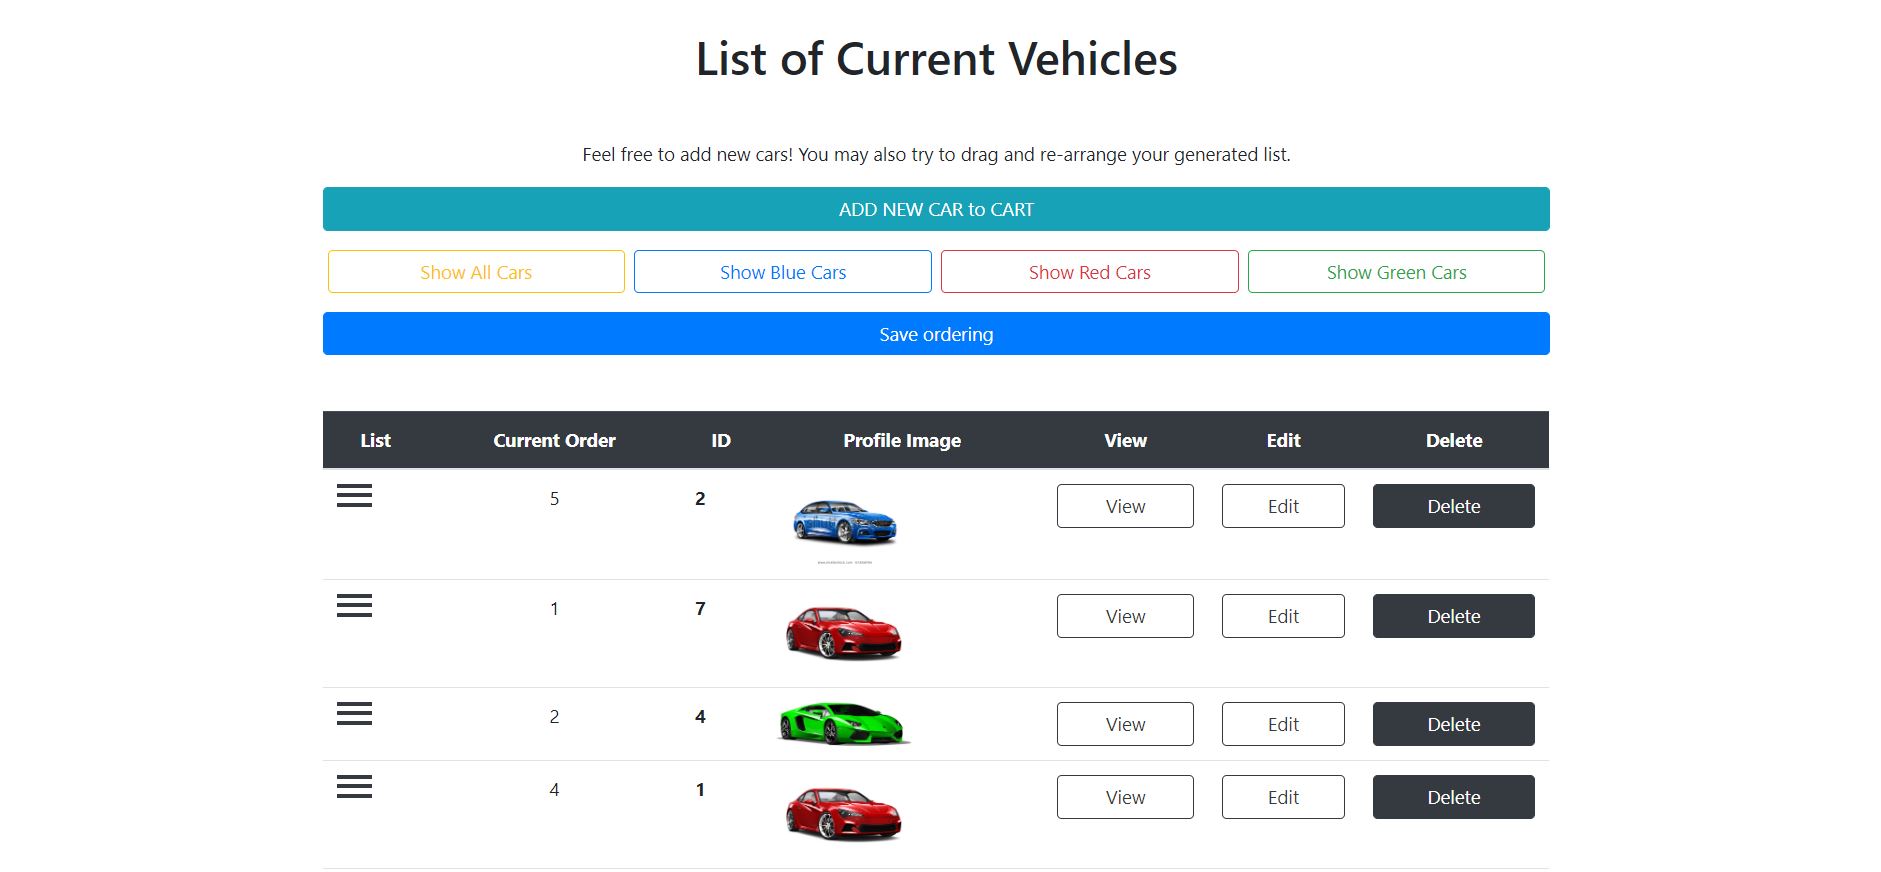 List of Current Vehicles
Feel free to add new cars! You may also try to drag and re-arrange your generated list.
ADD NEW CAR to CART
Show All Cars Show Blue Cars Show Red Cars Show Green Cars
Save ordering
List Current Order ID Profile Image View Edit Delete
5 2 View Edit Delete
1 7 View Edit Delete
2 4 View Edit Delete
4 1 View Edit Delete